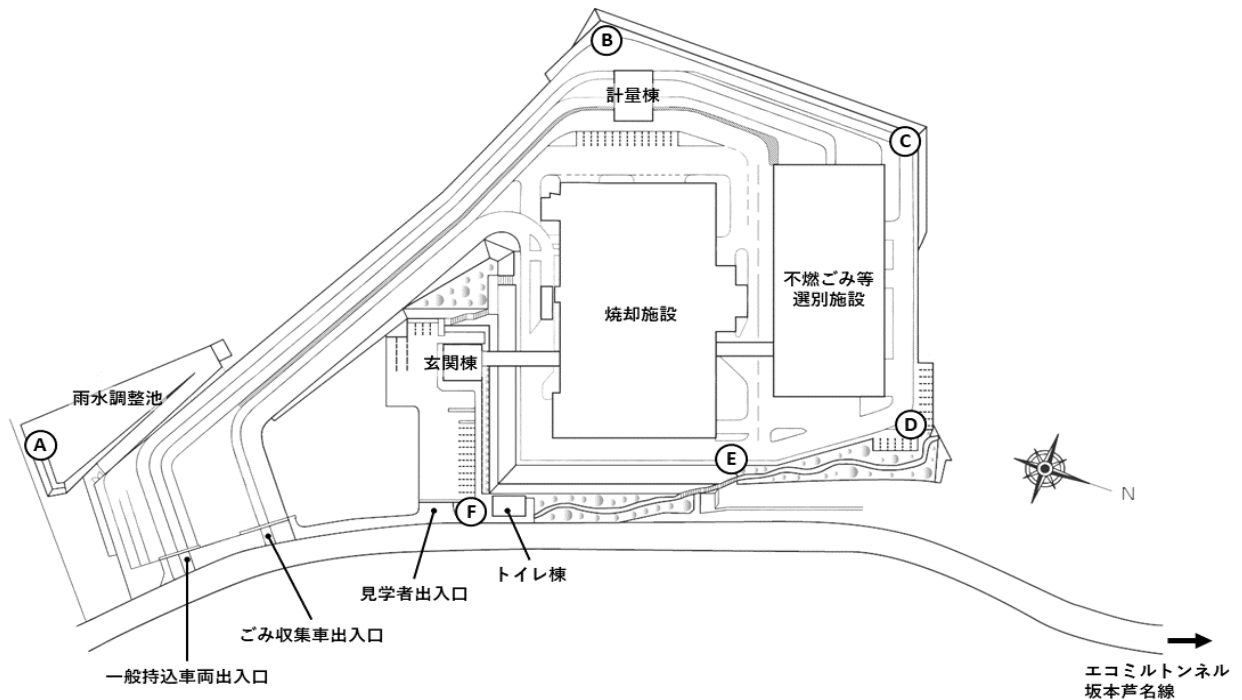 B
計量棟
C
不燃ごみ等
選別施設
焼却施設
玄関棟
雨水調整池
A
D
E
N
F
トイレ棟
見学者出入口
ごみ収集車出入口
一般持込車両出入口
エコミルトンネル
坂本芦名線